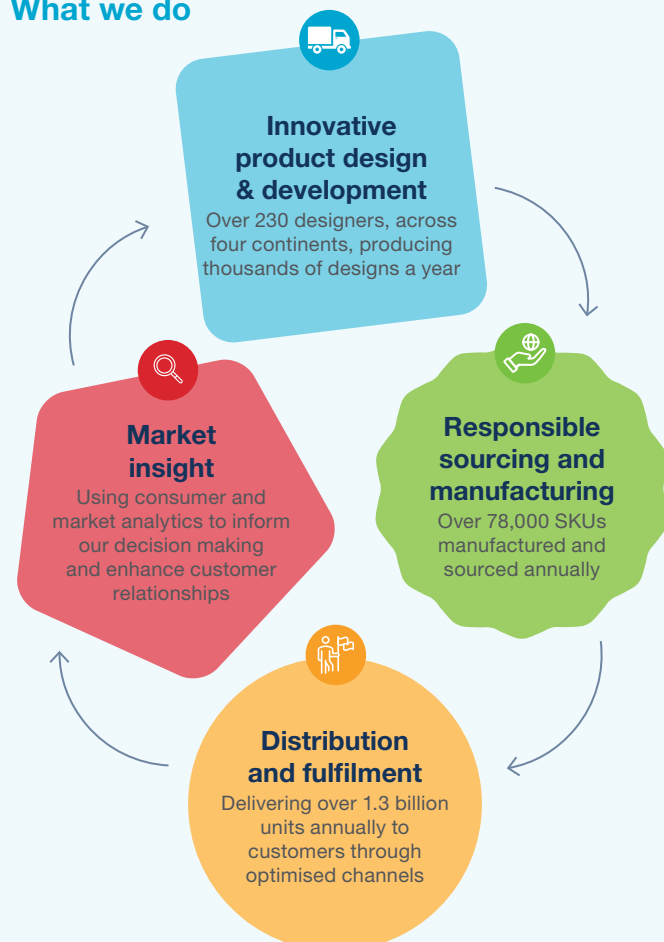 What we do
Innovative
product design
& development
Over 230 designers, across
four continents, producing
thousands of designs a year
Responsible
sourcing and
manufacturing
Over 78,000 SKUs
manufactured and
sourced annually
Distribution
and fulfilment
Delivering over 1.3 billion
units annually to
customers through
optimised channels
Market
insight
Using consumer and
market analytics to inform
our decision making
and enhance customer
relationships